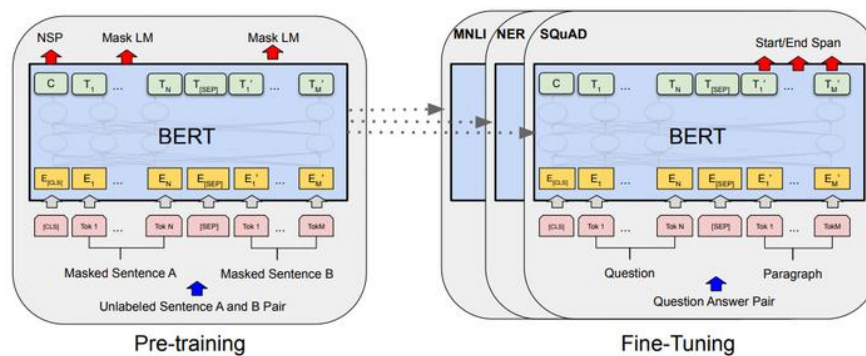 NSP Mask LM Mask LM
C T1 ... TN T[SEP] T1' ... TM'
BERT
E[CLS] E1 ... EN E[SEP] E1' ... EM'
[CLS] Tok 1 ... Tok N [SEP] Tok 1 ... TokM
Masked Sentence A Masked Sentence B
Unlabeled Sentence A and B Pair
Pre-training
MNLI NER SQuAD
Start/End Span
C T1 ... TN T[SEP] T1' ... TM'
BERT
E[CLS] E1 ... EN E[SEP] E1' ... EM'
[CLS] Tok 1 ... Tok N [SEP] Tok 1 ... TokM
Question Paragraph
Question Answer Pair
Fine-Tuning